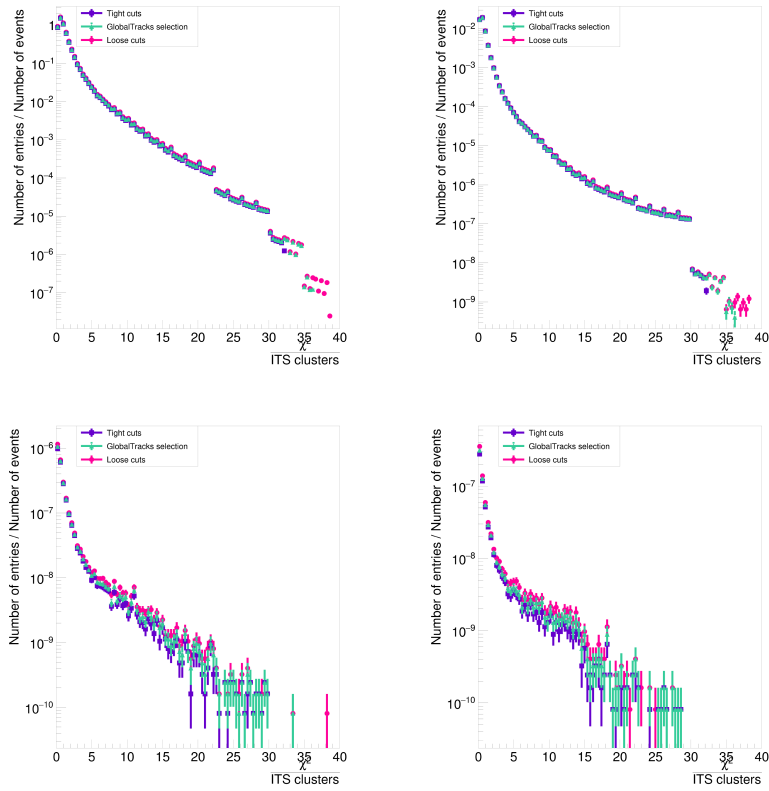 Number of entries / Number of events
Tight cuts
GlobalTracks selection
Loose cuts
1
10⁻¹
10⁻²
10⁻³
10⁻⁴
10⁻⁵
10⁻⁶
10⁻⁷
0 5 10 15 20 25 30 35 40
χ²
ITS clusters
Number of entries / Number of events
Tight cuts
GlobalTracks selection
Loose cuts
10⁻²
10⁻³
10⁻⁴
10⁻⁵
10⁻⁶
10⁻⁷
10⁻⁸
10⁻⁹
0 5 10 15 20 25 30 35 40
χ²
ITS clusters
Number of entries / Number of events
Tight cuts
GlobalTracks selection
Loose cuts
10⁻⁶
10⁻⁷
10⁻⁸
10⁻⁹
10⁻¹⁰
0 5 10 15 20 25 30 35 40
χ²
ITS clusters
Number of entries / Number of events
Tight cuts
GlobalTracks selection
Loose cuts
10⁻⁷
10⁻⁸
10⁻⁹
10⁻¹⁰
0 5 10 15 20 25 30 35 40
χ²
ITS clusters